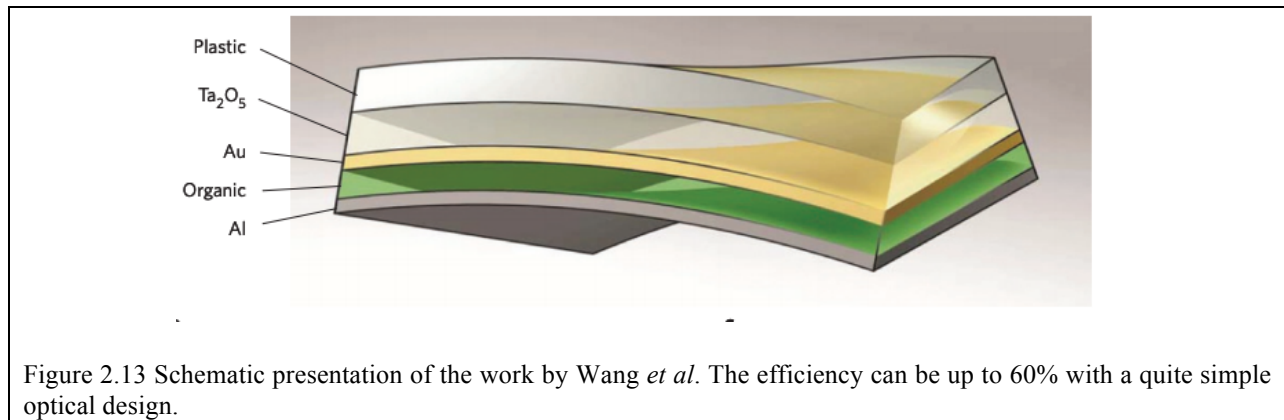 Plastic
Ta₂O₅
Au
Organic
Al
Figure 2.13 Schematic presentation of the work by Wang et al. The efficiency can be up to 60% with a quite simple
optical design.